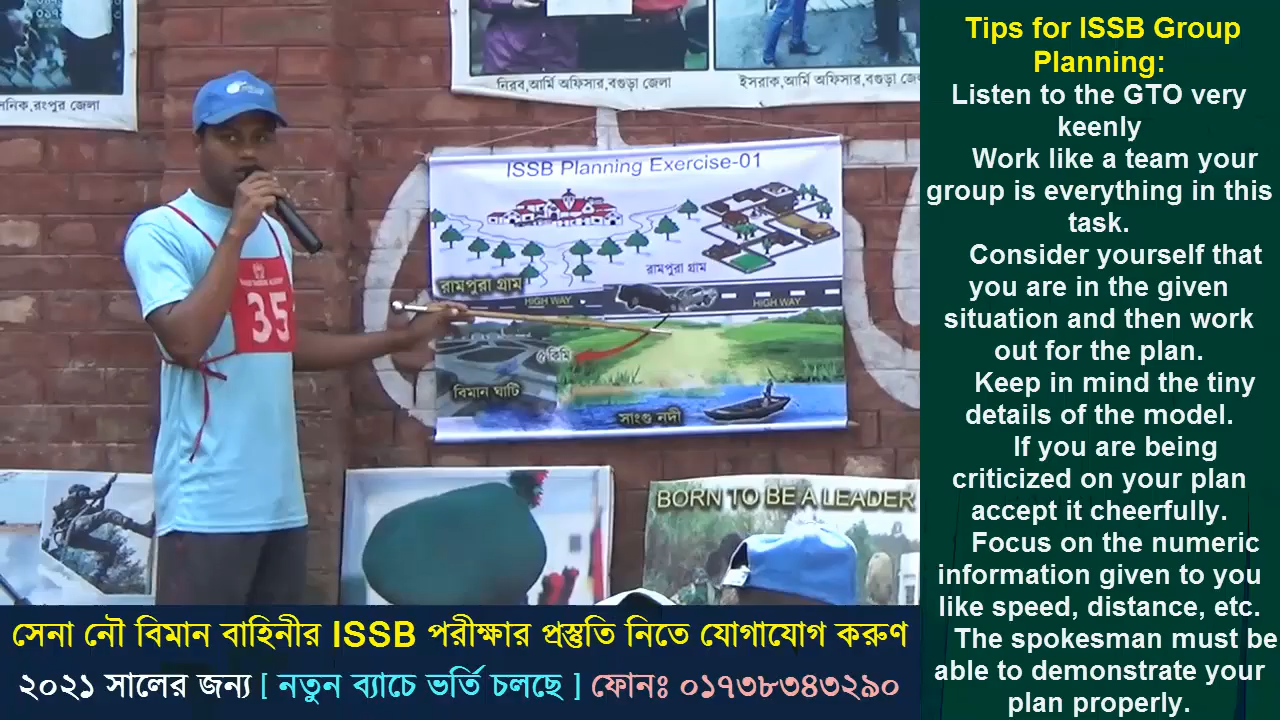 সেনিক,রংপুর জেলা
নিরব,আর্মি অফিসার,বগুড়া জেলা
ইসরাক,আর্মি অফিসার,বগুড়া
ISSB Planning Exercise-01
রামপুরা গ্রাম
রামপুরা গ্রাম
HIGH WAY
HIGH WAY
৫ কিমি
বিমান ঘাটি
সাংগু নদী
35
BORN TO BE A LEADER
সেনা নৌ বিমান বাহিনীর ISSB পরীক্ষার প্রস্তুতি নিতে যোগাযোগ করুণ
২০২১ সালের জন্য [ নতুন ব্যাচে ভর্তি চলছে ] ফোনঃ ০১৭৩৮৩৪৩২৯০
Tips for ISSB Group
Planning:
Listen to the GTO very
keenly
Work like a team your
group is everything in this
task.
Consider yourself that
you are in the given
situation and then work
out for the plan.
Keep in mind the tiny
details of the model.
If you are being
criticized on your plan
accept it cheerfully.
Focus on the numeric
information given to you
like speed, distance, etc.
The spokesman must be
able to demonstrate your
plan properly.